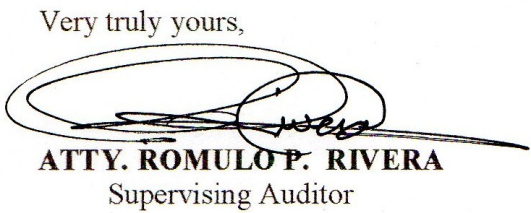 Very truly yours,
ATTY. ROMULO P. RIVERA
Supervising Auditor